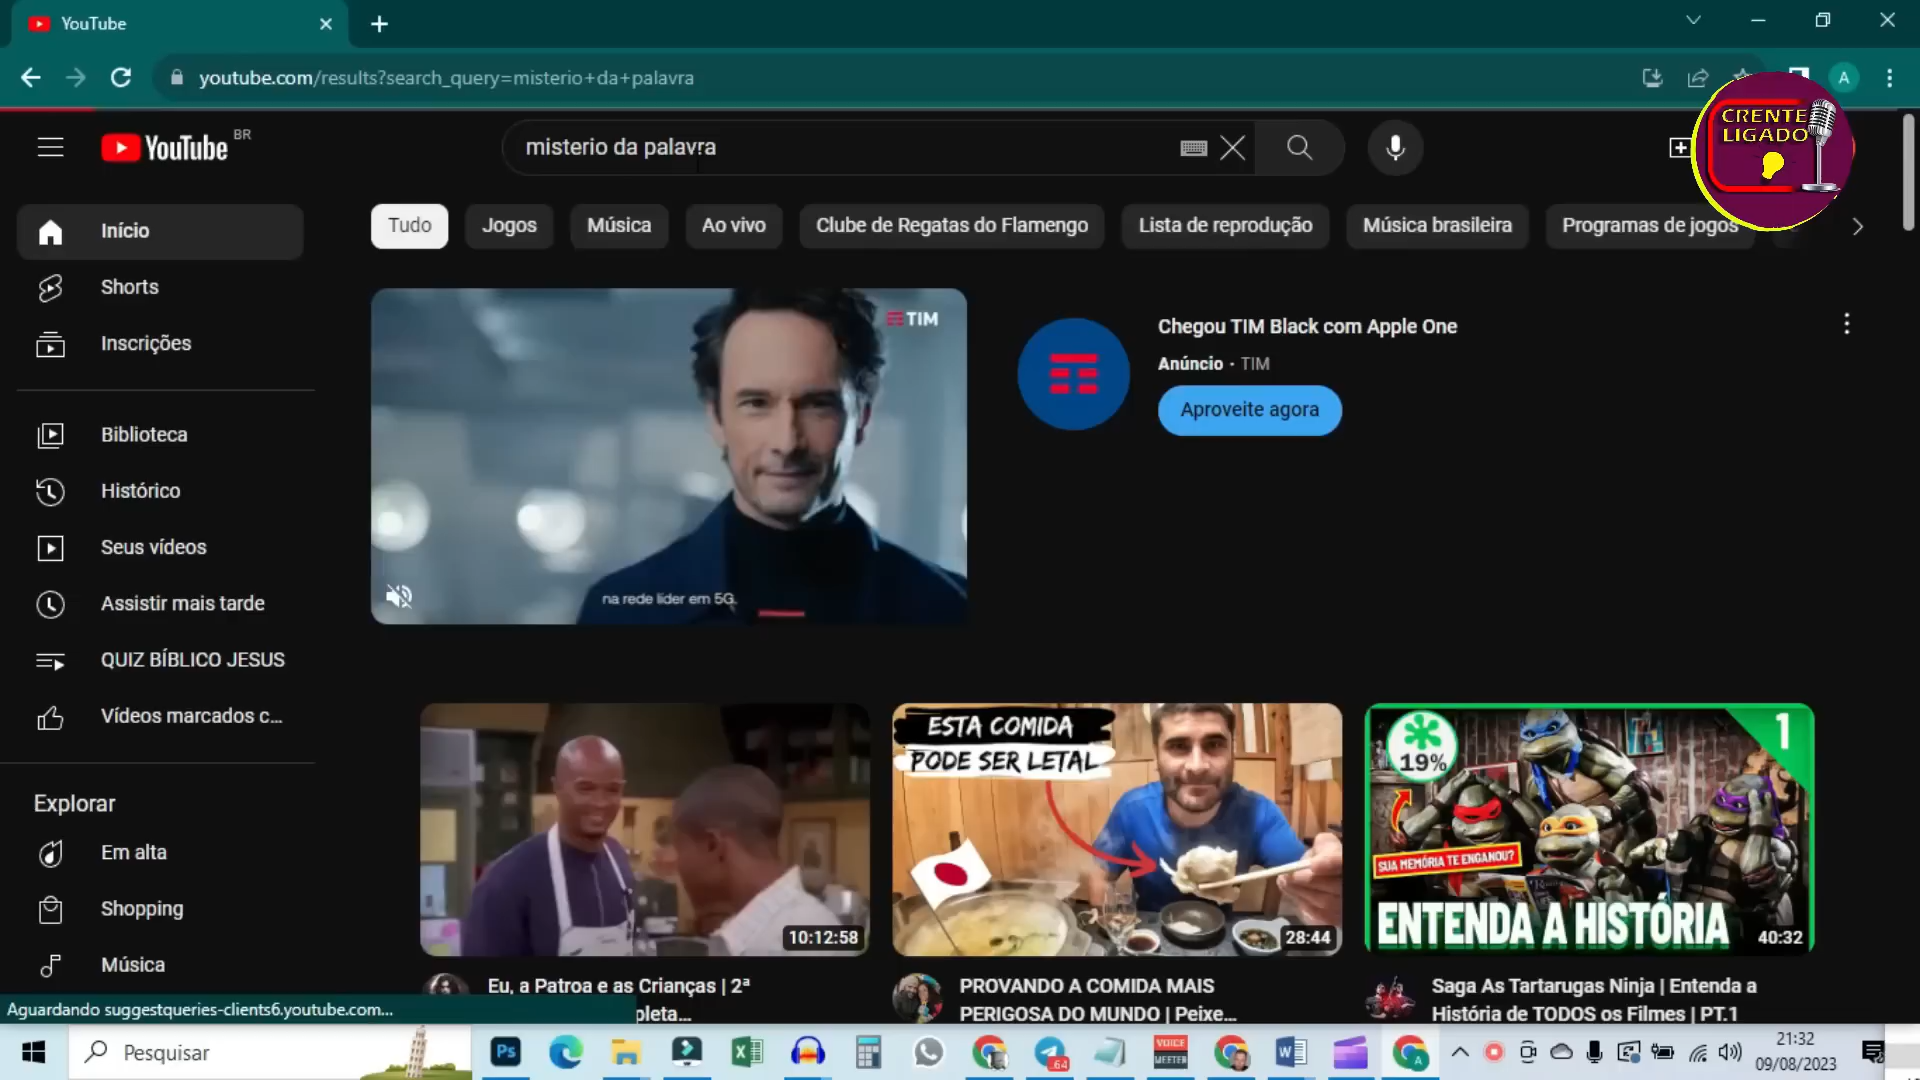 YouTube
youtube.com/results?search_query=misterio+da+palavra
A
YouTube BR
misterio da palavra
CRENTE
LIGADO
Início
Shorts
Inscrições
Biblioteca
Histórico
Seus vídeos
Assistir mais tarde
QUIZ BÍBLICO JESUS
Vídeos marcados c...
Explorar
Em alta
Shopping
Música
Tudo
Jogos
Música
Ao vivo
Clube de Regatas do Flamengo
Lista de reprodução
Música brasileira
Programas de jogos
TIM
na rede líder em 5G.
Chegou TIM Black com Apple One
Anúncio · TIM
Aproveite agora
10:12:58
Eu, a Patroa e as Crianças | 2ª
pleta...
ESTA COMIDA
PODE SER LETAL
28:44
PROVANDO A COMIDA MAIS
PERIGOSA DO MUNDO | Peixe...
19%
1
SUA MEMÓRIA TE ENGANOU?
ENTENDA A HISTÓRIA
40:32
Saga As Tartarugas Ninja | Entenda a
História de TODOS os Filmes | PT.1
Aguardando suggestqueries-clients6.youtube.com...
Pesquisar
Ps
64
VOICE
MEETER
A
21:32
09/08/2023